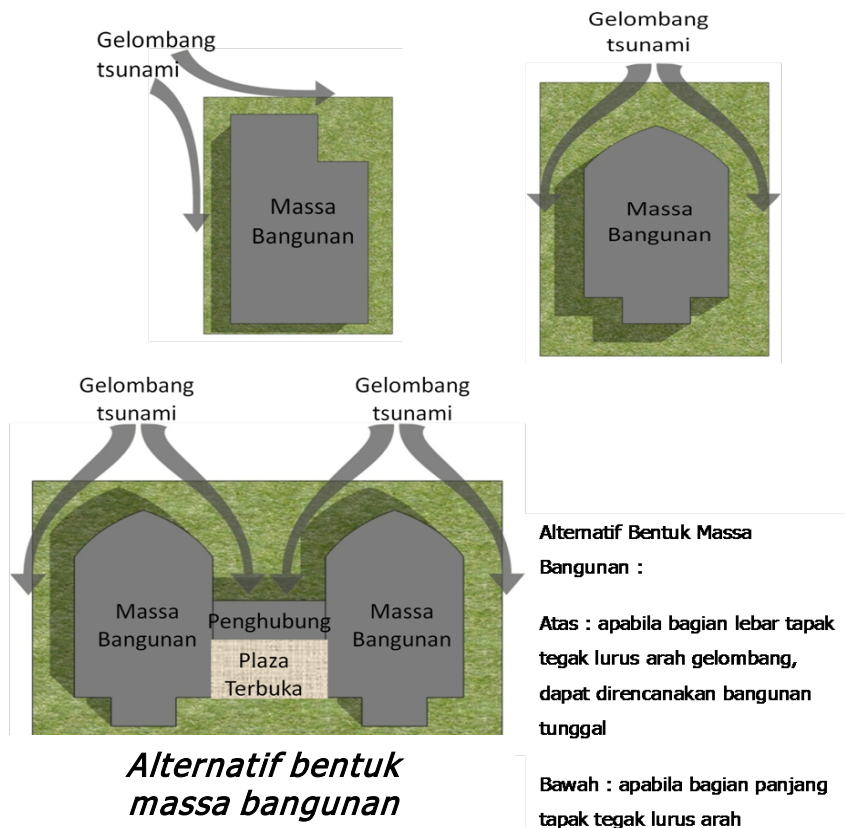 Gelombang
tsunami
Massa
Bangunan
Gelombang
tsunami
Massa
Bangunan
Gelombang
tsunami
Gelombang
tsunami
Massa
Bangunan
Penghubung
Plaza
Terbuka
Massa
Bangunan
Alternatif bentuk
massa bangunan
Alternatif Bentuk Massa
Bangunan :
Atas : apabila bagian lebar tapak
tegak lurus arah gelombang,
dapat direncanakan bangunan
tunggal
Bawah : apabila bagian panjang
tapak tegak lurus arah